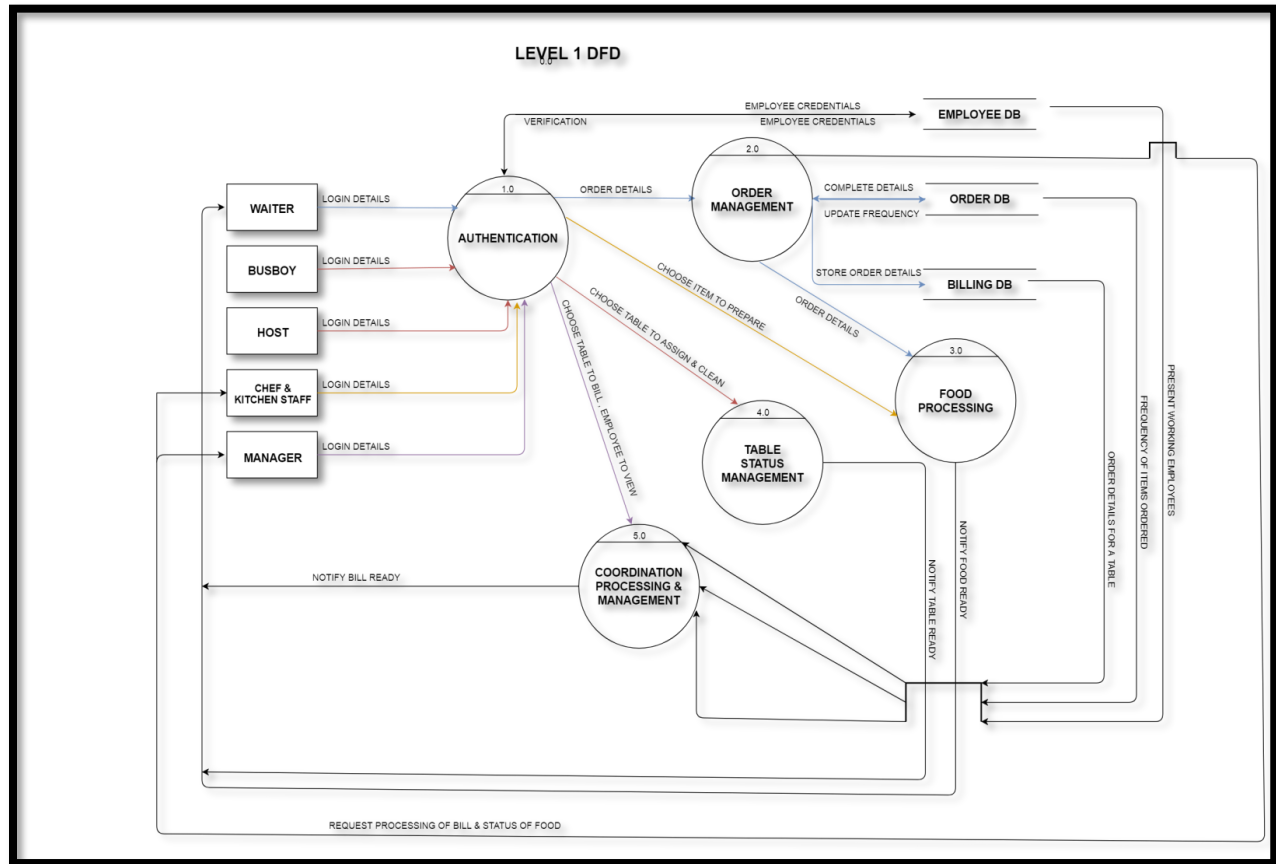 LEVEL 1 DFD
0.0
EMPLOYEE CREDENTIALS
VERIFICATION
EMPLOYEE CREDENTIALS
EMPLOYEE DB
2.0
ORDER
MANAGEMENT
1.0
AUTHENTICATION
ORDER DETAILS
COMPLETE DETAILS
UPDATE FREQUENCY
ORDER DB
STORE ORDER DETAILS
BILLING DB
WAITER
LOGIN DETAILS
BUSBOY
LOGIN DETAILS
HOST
LOGIN DETAILS
CHEF &
KITCHEN STAFF
LOGIN DETAILS
MANAGER
LOGIN DETAILS
CHOOSE ITEM TO PREPARE
ORDER DETAILS
CHOOSE TABLE TO ASSIGN & CLEAN
CHOOSE TABLE TO BILL , EMPLOYEE TO VIEW
3.0
FOOD
PROCESSING
4.0
TABLE
STATUS
MANAGEMENT
5.0
COORDINATION
PROCESSING &
MANAGEMENT
NOTIFY BILL READY
NOTIFY TABLE READY
NOTIFY FOOD READY
ORDER DETAILS FOR A TABLE
FREQUENCY OF ITEMS ORDERED
PRESENT WORKING EMPLOYEES
REQUEST PROCESSING OF BILL & STATUS OF FOOD